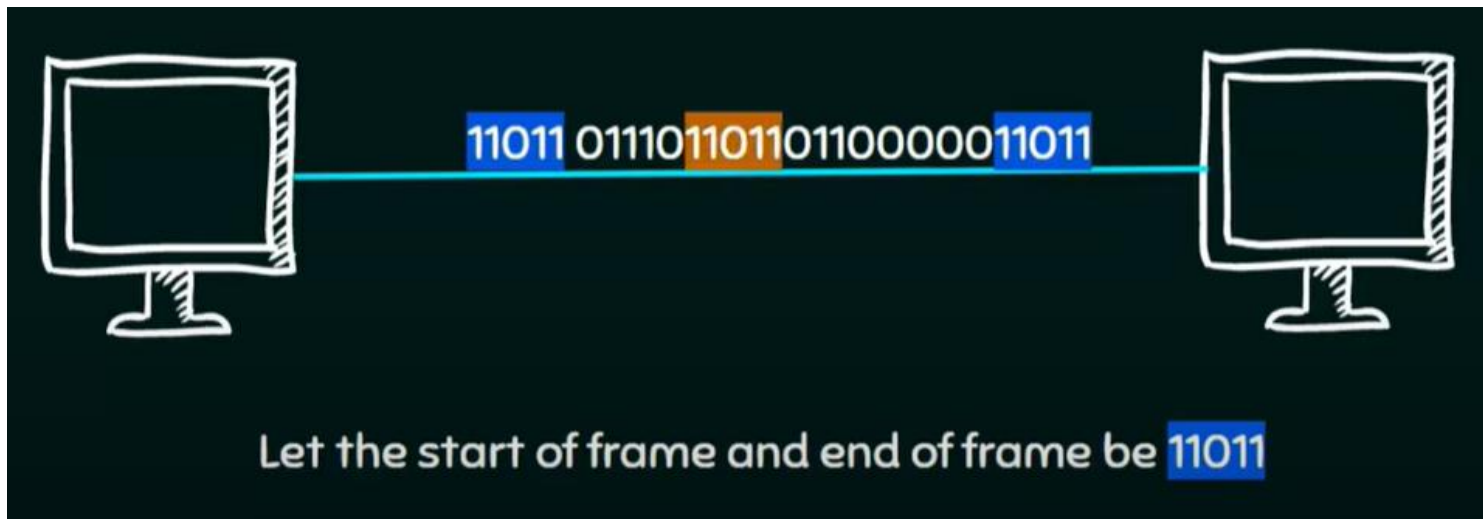 11011 01110110110110000011011
Let the start of frame and end of frame be 11011